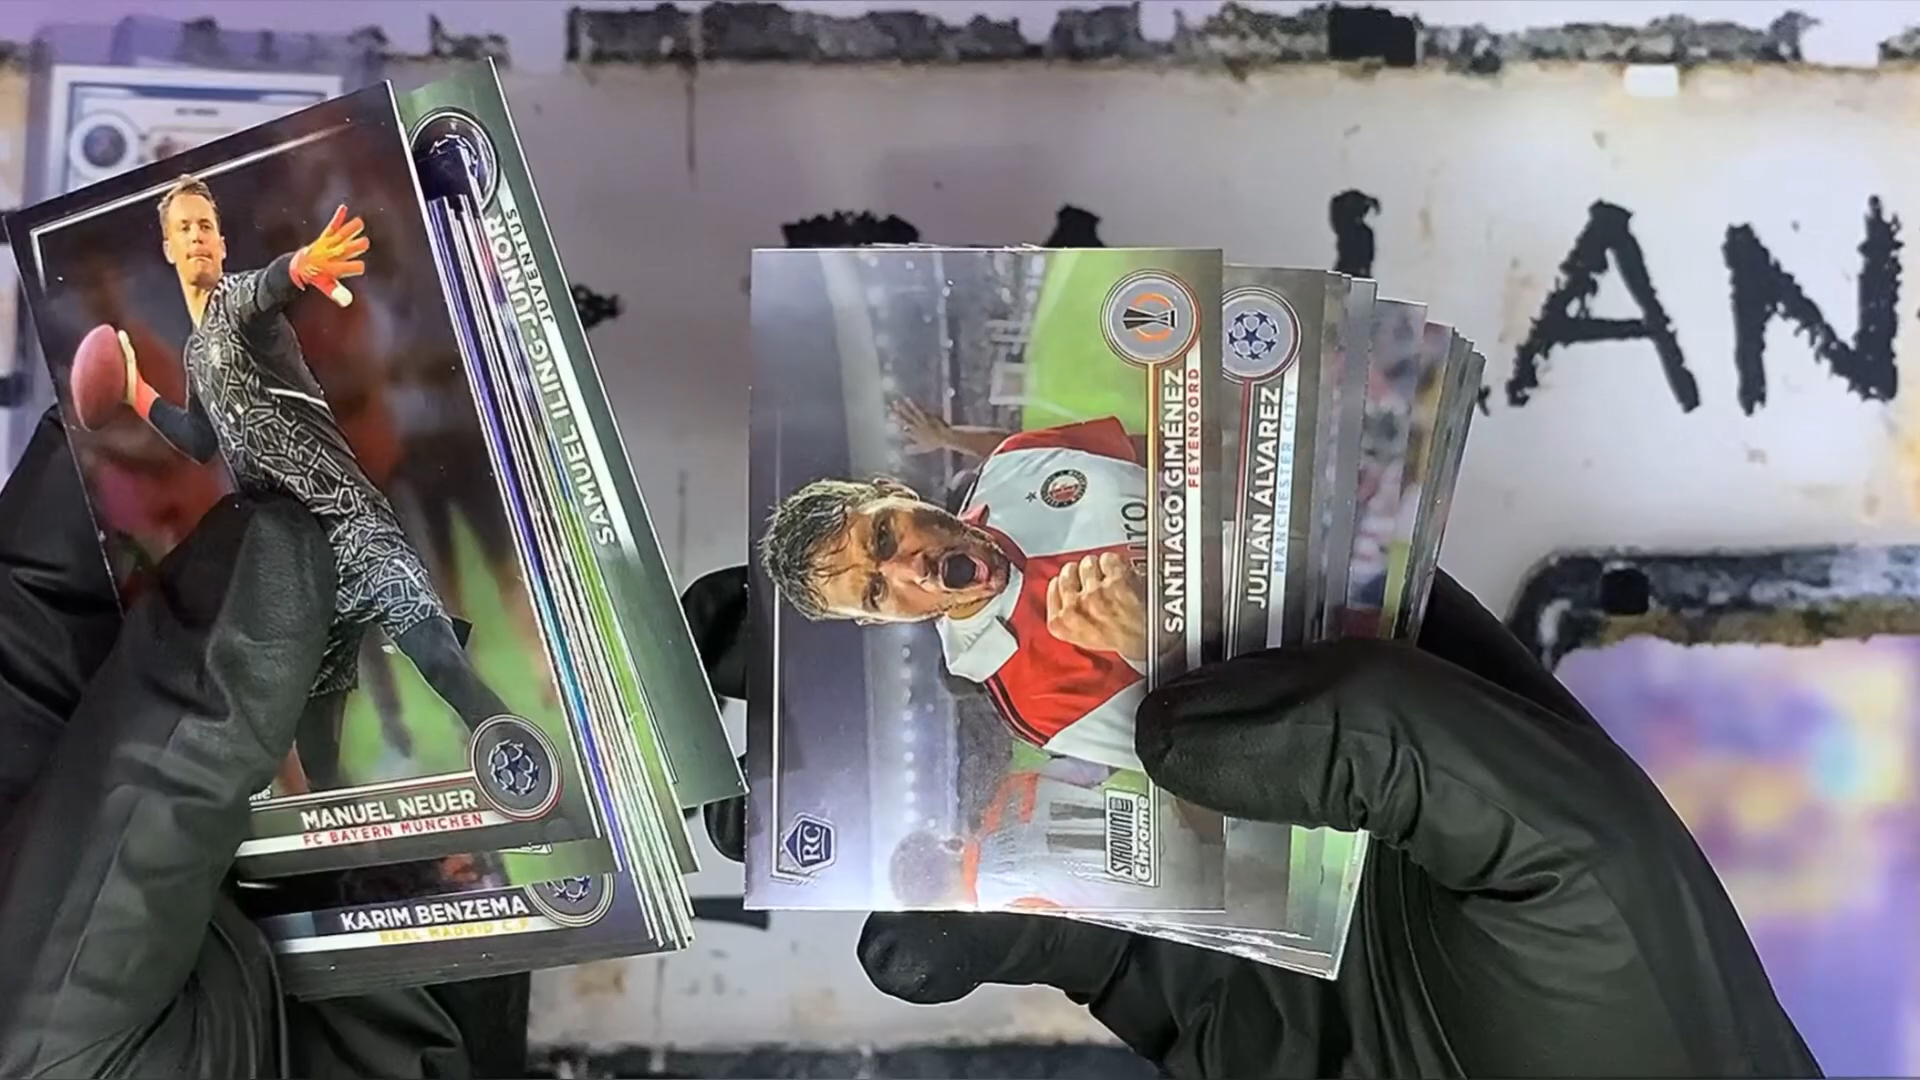 MANUEL NEUER
FC BAYERN MÜNCHEN
KARIM BENZEMA
REAL MADRID C.F.
SAMUEL ILING-JUNIOR
JUVENTUS
SANTIAGO GIMÉNEZ
FEYENOORD
RC
STADIUM CLUB
Chrome
JULIÁN ÁLVAREZ
MANCHESTER CITY
AN